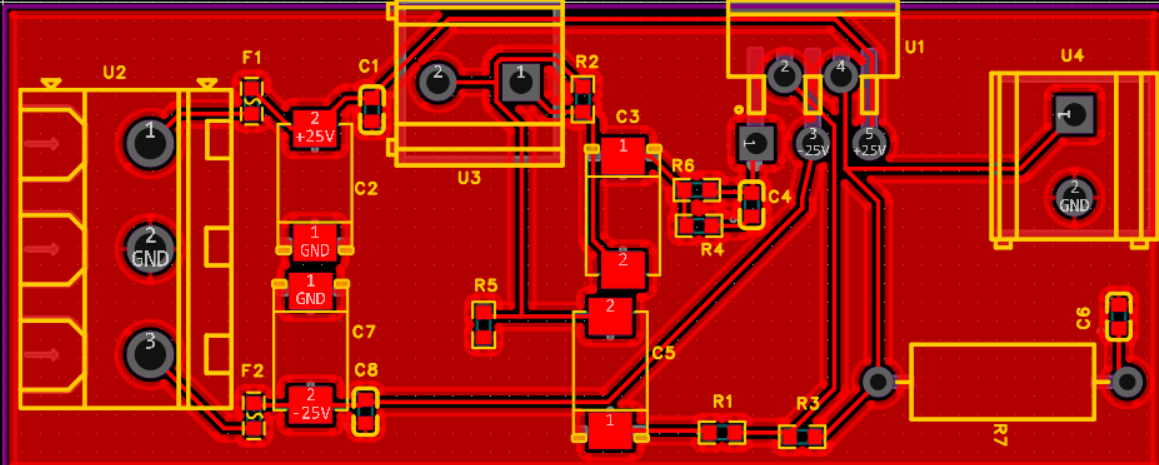 U2
F1
C1
2
1
R2
2
4
U1
U4
1
2
+25V
C3
1
1
3
-25V
5
+25V
1
U3
R6
C2
C4
2
GND
2
GND
1
GND
R4
2
1
GND
R5
2
C6
C7
3
C5
F2
C8
2
-25V
1
R1
R3
R7